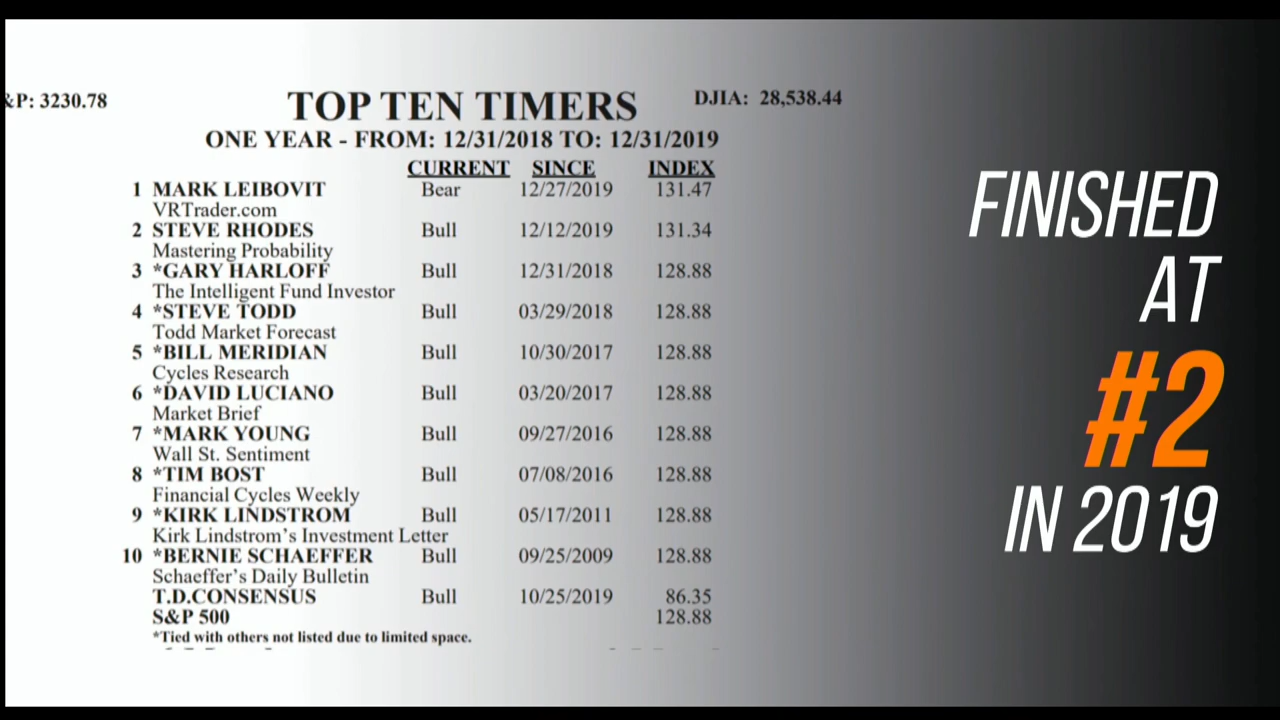 &P: 3230.78
TOP TEN TIMERS
DJIA: 28,538.44
ONE YEAR - FROM: 12/31/2018 TO: 12/31/2019
CURRENT SINCE INDEX
1 MARK LEIBOVIT Bear 12/27/2019 131.47
VRTrader.com
2 STEVE RHODES Bull 12/12/2019 131.34
Mastering Probability
3 *GARY HARLOFF Bull 12/31/2018 128.88
The Intelligent Fund Investor
4 *STEVE TODD Bull 03/29/2018 128.88
Todd Market Forecast
5 *BILL MERIDIAN Bull 10/30/2017 128.88
Cycles Research
6 *DAVID LUCIANO Bull 03/20/2017 128.88
Market Brief
7 *MARK YOUNG Bull 09/27/2016 128.88
Wall St. Sentiment
8 *TIM BOST Bull 07/08/2016 128.88
Financial Cycles Weekly
9 *KIRK LINDSTROM Bull 05/17/2011 128.88
Kirk Lindstrom's Investment Letter
10 *BERNIE SCHAEFFER Bull 09/25/2009 128.88
Schaeffer's Daily Bulletin
T.D.CONSENSUS Bull 10/25/2019 86.35
S&P 500 128.88
*Tied with others not listed due to limited space.
FINISHED
AT
#2
IN 2019